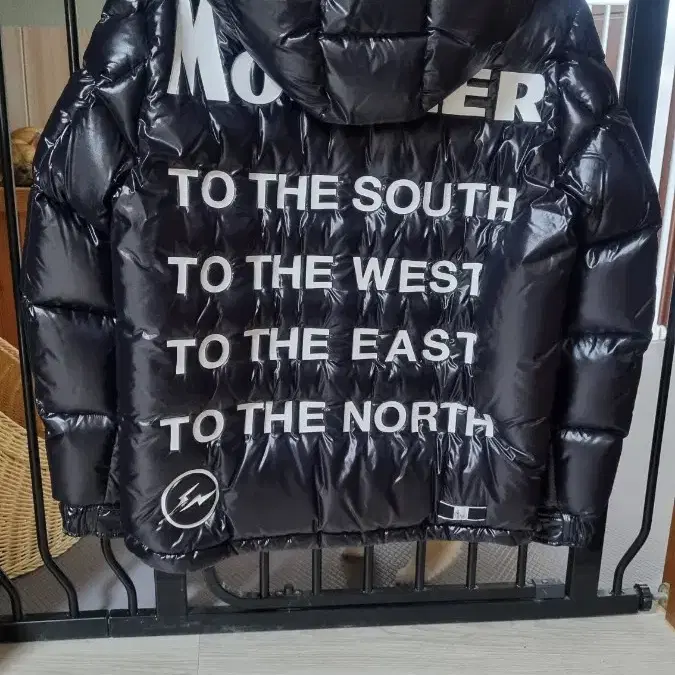 TO THE SOUTH
TO THE WEST
TO THE EAST
TO THE NORTH